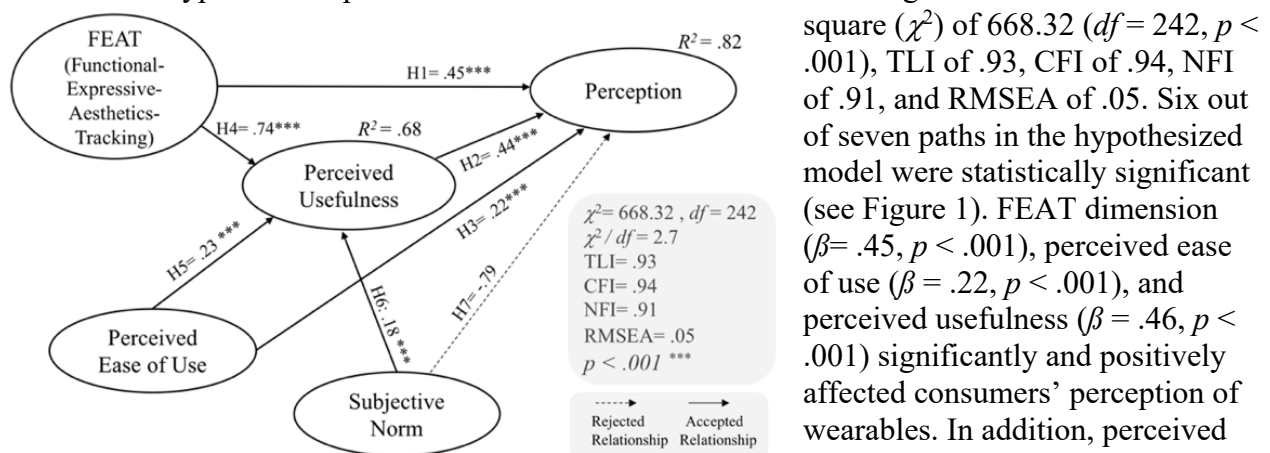 FEAT
(Functional-
Expressive-
Aesthetics-
Tracking)
R² = .82
H1= .45***
Perception
H4= .74***
R² = .68
H2= .44***
Perceived
Usefulness
H3= .22***
H5= .23 ***
H6: .18 ***
H7= -.79
Perceived
Ease of Use
Subjective
Norm
χ²= 668.32 , df = 242
χ²/ df = 2.7
TLI= .93
CFI= .94
NFI= .91
RMSEA= .05
p < .001 ***
Rejected
Relationship
Accepted
Relationship
square (χ²) of 668.32 (df = 242, p <
.001), TLI of .93, CFI of .94, NFI
of .91, and RMSEA of .05. Six out
of seven paths in the hypothesized
model were statistically significant
(see Figure 1). FEAT dimension
(β= .45, p < .001), perceived ease
of use (β = .22, p < .001), and
perceived usefulness (β = .46, p <
.001) significantly and positively
affected consumers’ perception of
wearables. In addition, perceived